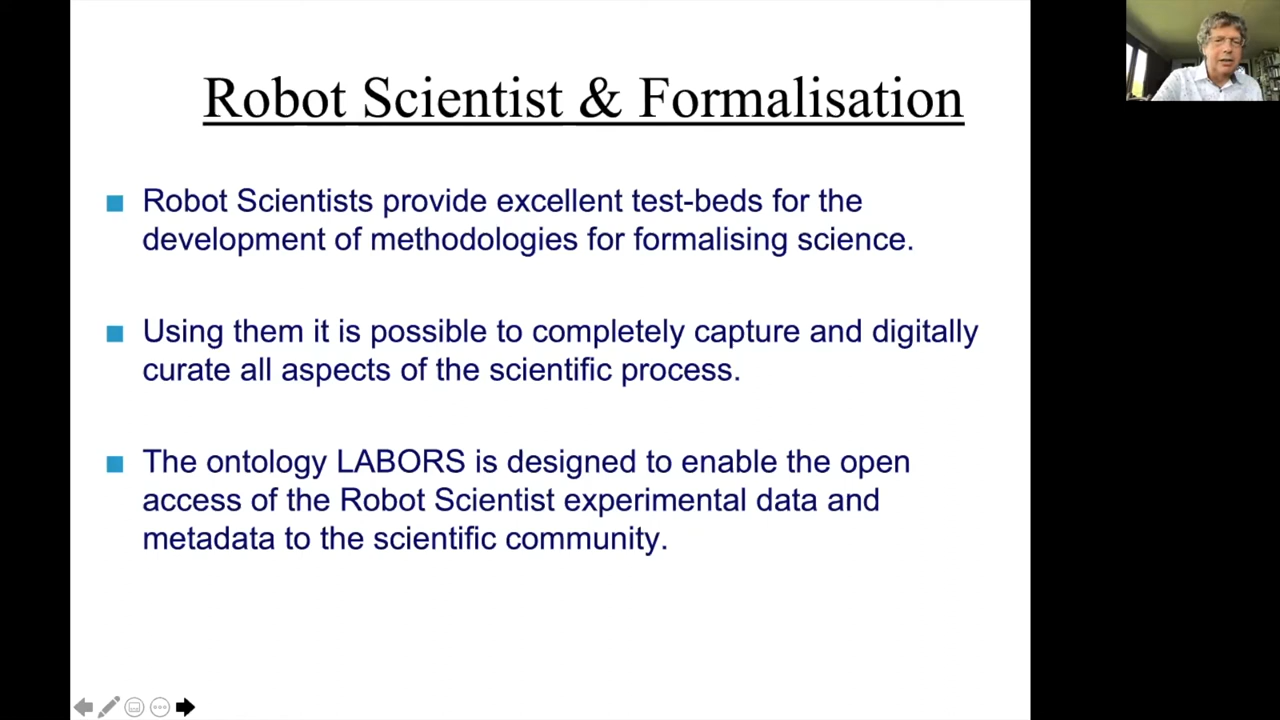 Robot Scientist & Formalisation
Robot Scientists provide excellent test-beds for the
development of methodologies for formalising science.
Using them it is possible to completely capture and digitally
curate all aspects of the scientific process.
The ontology LABORS is designed to enable the open
access of the Robot Scientist experimental data and
metadata to the scientific community.